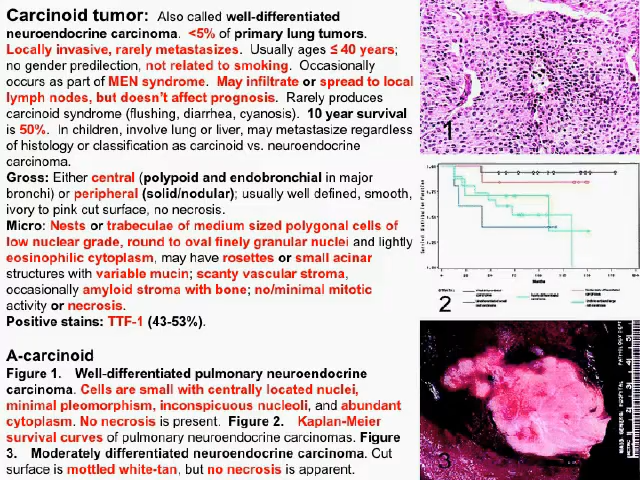 Carcinoid tumor: Also called well-differentiated
neuroendocrine carcinoma. <5% of primary lung tumors.
Locally invasive, rarely metastasizes. Usually ages ≤ 40 years;
no gender predilection, not related to smoking. Occasionally
occurs as part of MEN syndrome. May infiltrate or spread to local
lymph nodes, but doesn't affect prognosis. Rarely produces
carcinoid syndrome (flushing, diarrhea, cyanosis). 10 year survival
is 50%. In children, involve lung or liver, may metastasize regardless
of histology or classification as carcinoid vs. neuroendocrine
carcinoma.
Gross: Either central (polypoid and endobronchial in major
bronchi) or peripheral (solid/nodular); usually well defined, smooth,
ivory to pink cut surface, no necrosis.
Micro: Nests or trabeculae of medium sized polygonal cells of
low nuclear grade, round to oval finely granular nuclei and lightly
eosinophilic cytoplasm, may have rosettes or small acinar
structures with variable mucin; scanty vascular stroma,
occasionally amyloid stroma with bone; no/minimal mitotic
activity or necrosis.
Positive stains: TTF-1 (43-53%).
A-carcinoid
Figure 1. Well-differentiated pulmonary neuroendocrine
carcinoma. Cells are small with centrally located nuclei,
minimal pleomorphism, inconspicuous nucleoli, and abundant
cytoplasm. No necrosis is present. Figure 2. Kaplan-Meier
survival curves of pulmonary neuroendocrine carcinomas. Figure
3. Moderately differentiated neuroendocrine carcinoma. Cut
surface is mottled white-tan, but no necrosis is apparent.
1
Months
2
3